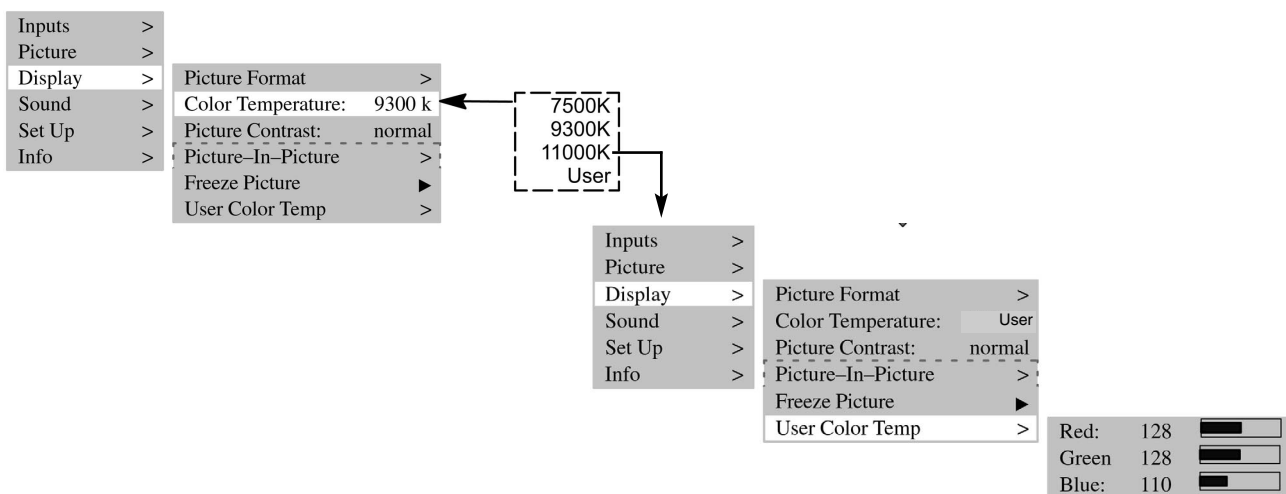 Inputs >
Picture >
Display >
Sound >
Set Up >
Info >
Picture Format >
Color Temperature: 9300 k
Picture Contrast: normal
Picture–In–Picture >
Freeze Picture ▶
User Color Temp >
7500K
9300K
11000K
User
Inputs >
Picture >
Display >
Sound >
Set Up >
Info >
Picture Format >
Color Temperature: User
Picture Contrast: normal
Picture–In–Picture >
Freeze Picture ▶
User Color Temp >
Red: 128
Green 128
Blue: 110